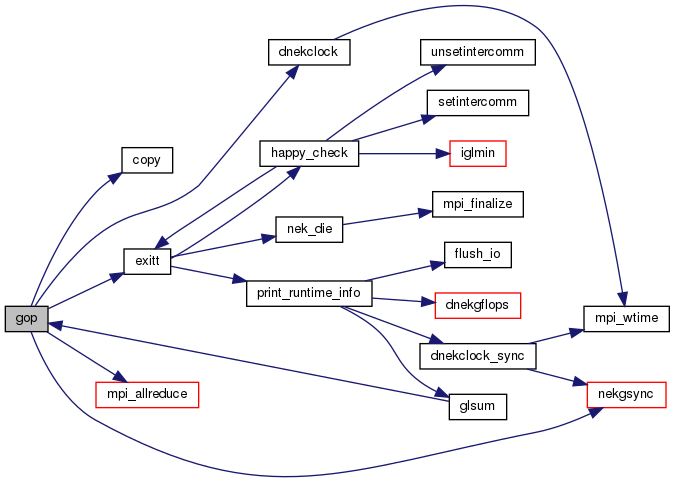 dnekclock
unsetintercomm
setintercomm
copy
happy_check
iglmin
mpi_finalize
nek_die
exitt
flush_io
print_runtime_info
dnekgflops
gop
mpi_wtime
dnekclock_sync
mpi_allreduce
nekgsync
glsum